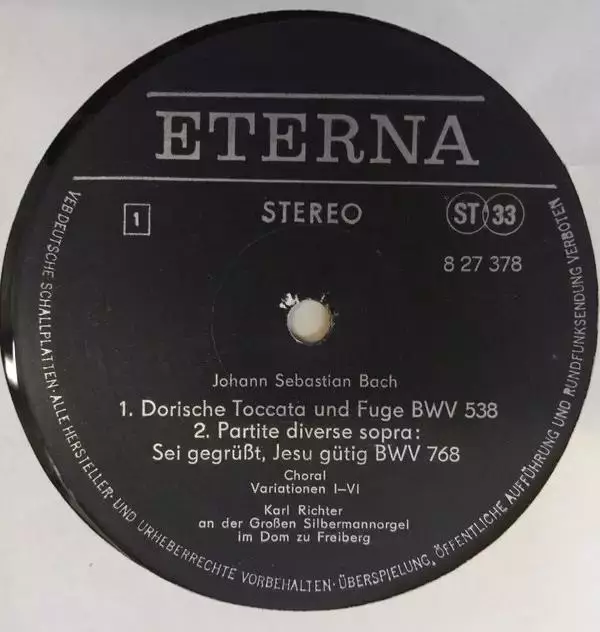 ETERNA
1
STEREO
ST 33
8 27 378
Johann Sebastian Bach
1. Dorische Toccata und Fuge BWV 538
2. Partite diverse sopra:
Sei gegrüßt, Jesu gütig BWV 768
Choral
Variationen I–VI
Karl Richter
an der Großen Silbermannorgel
im Dom zu Freiberg
VEB DEUTSCHE SCHALLPLATTEN · ALLE HERSTELLER- UND URHEBERRECHTE VORBEHALTEN · ÜBERSPIELUNG, ÖFFENTLICHE AUFFÜHRUNG UND RUNDFUNKSENDUNG VERBOTEN